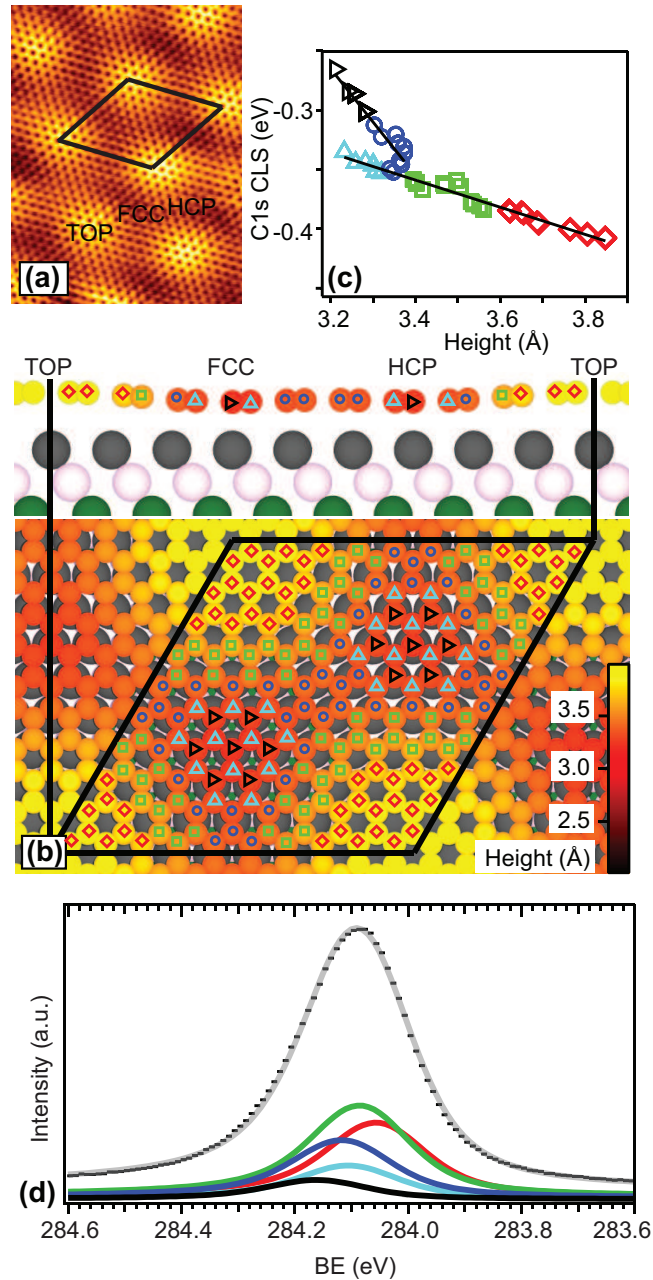 TOP
FCC
HCP
(a)
C1s CLS (eV)
-0.3
-0.4
(c)
3.2
3.4
3.6
3.8
Height (Å)
TOP
FCC
HCP
TOP
3.5
3.0
2.5
Height (Å)
(b)
Intensity (a.u.)
(d)
284.6
284.4
284.2
284.0
283.8
283.6
BE (eV)